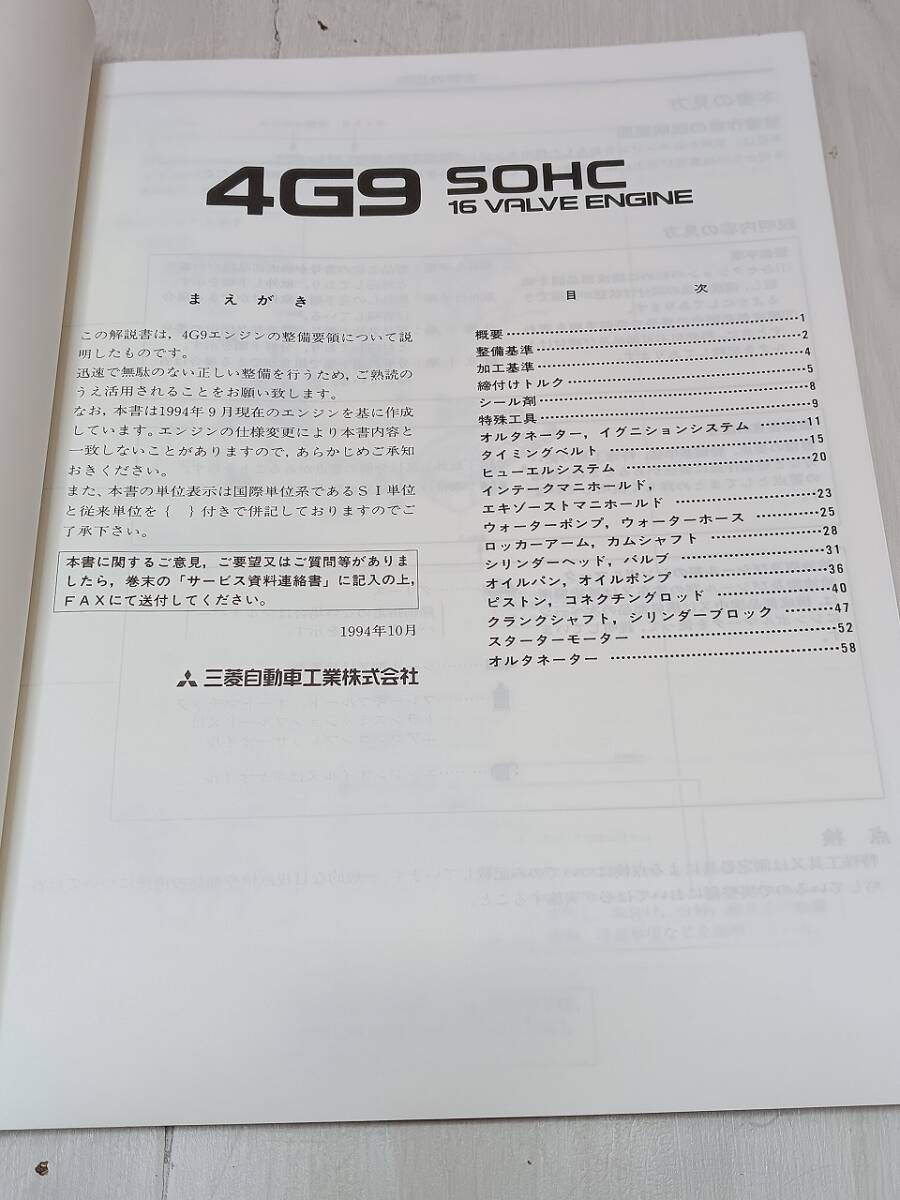 4G9 SOHC
16 VALVE ENGINE
まえがき
この解説書は，4G9エンジンの整備要領について説
明したものです。
迅速で無駄のない正しい整備を行うため，ご熟読の
うえ活用されることをお願い致します。
なお，本書は1994年9月現在のエンジンを基に作成
しています。エンジンの仕様変更により本書内容と
一致しないことがありますので，あらかじめご承知
おきください。
また，本書の単位表示は国際単位系であるSI単位
と従来単位を{ }付きで併記しておりますのでご
了承下さい。
本書に関するご意見，ご要望又はご質問等がありま
したら，巻末の「サービス資料連絡書」に記入の上，
FAXにて送付してください。
1994年10月
三菱自動車工業株式会社
目 次
概要 1
整備基準 2
加工基準 4
締付けトルク 5
シール剤 8
特殊工具 9
オルタネーター，イグニションシステム 11
タイミングベルト 15
ヒューエルシステム 20
インテークマニホールド，
エキゾーストマニホールド 23
ウォーターポンプ，ウォーターホース 25
ロッカーアーム，カムシャフト 28
シリンダーヘッド，バルブ 31
オイルパン，オイルポンプ 36
ピストン，コネクチングロッド 40
クランクシャフト，シリンダーブロック 47
スターターモーター 52
オルタネーター 58